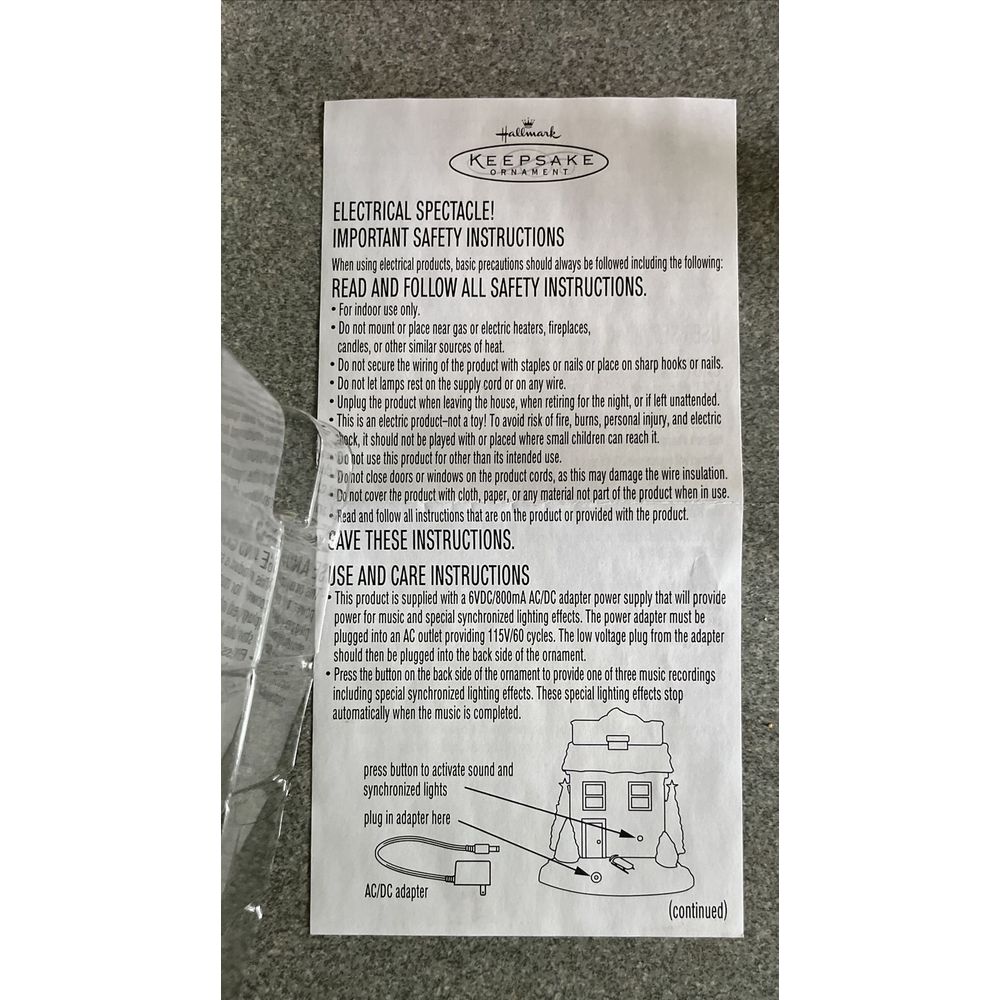 Hallmark
KEEPSAKE
ORNAMENT
ELECTRICAL SPECTACLE!
IMPORTANT SAFETY INSTRUCTIONS
When using electrical products, basic precautions should always be followed including the following:
READ AND FOLLOW ALL SAFETY INSTRUCTIONS.
• For indoor use only.
• Do not mount or place near gas or electric heaters, fireplaces,
candles, or other similar sources of heat.
• Do not secure the wiring of the product with staples or nails or place on sharp hooks or nails.
• Do not let lamps rest on the supply cord or on any wire.
• Unplug the product when leaving the house, when retiring for the night, or if left unattended.
• This is an electric product–not a toy! To avoid risk of fire, burns, personal injury, and electric
shock, it should not be played with or placed where small children can reach it.
• Do not use this product for other than its intended use.
• Do not close doors or windows on the product cords, as this may damage the wire insulation.
• Do not cover the product with cloth, paper, or any material not part of the product when in use.
• Read and follow all instructions that are on the product or provided with the product.
SAVE THESE INSTRUCTIONS.
USE AND CARE INSTRUCTIONS
• This product is supplied with a 6VDC/800mA AC/DC adapter power supply that will provide
power for music and special synchronized lighting effects. The power adapter must be
plugged into an AC outlet providing 115V/60 cycles. The low voltage plug from the adapter
should then be plugged into the back side of the ornament.
• Press the button on the back side of the ornament to provide one of three music recordings
including special synchronized lighting effects. These special lighting effects stop
automatically when the music is completed.
press button to activate sound and
synchronized lights
plug in adapter here
AC/DC adapter
(continued)